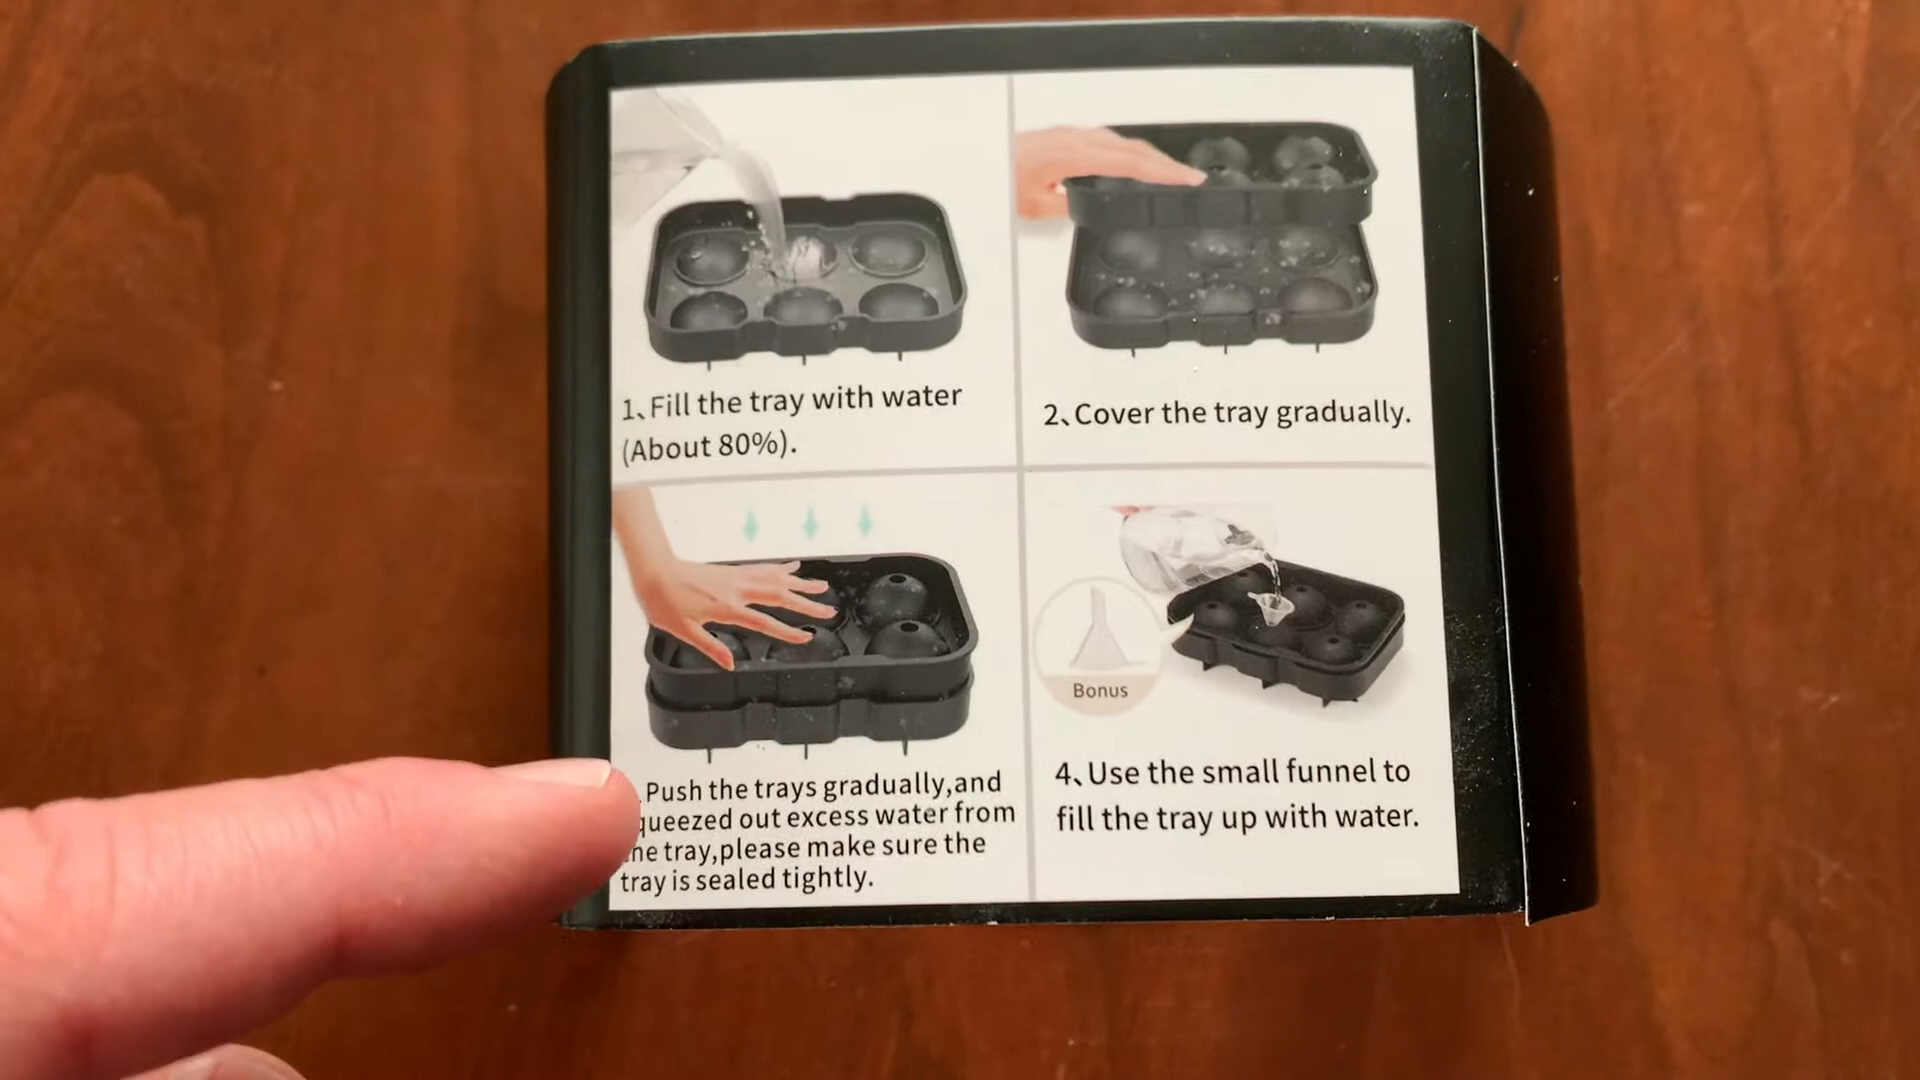 1、Fill the tray with water
(About 80%).
2、Cover the tray gradually.
Push the trays gradually,and
queezed out excess water from
he tray,please make sure the
tray is sealed tightly.
Bonus
4、Use the small funnel to
fill the tray up with water.